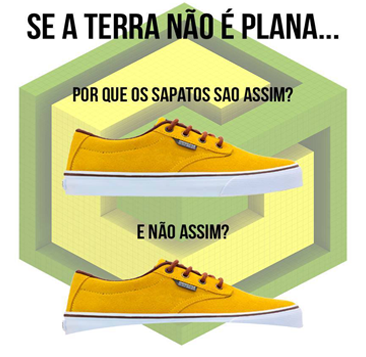 SE A TERRA NÃO É PLANA...
POR QUE OS SAPATOS SAO ASSIM?
E NÃO ASSIM?